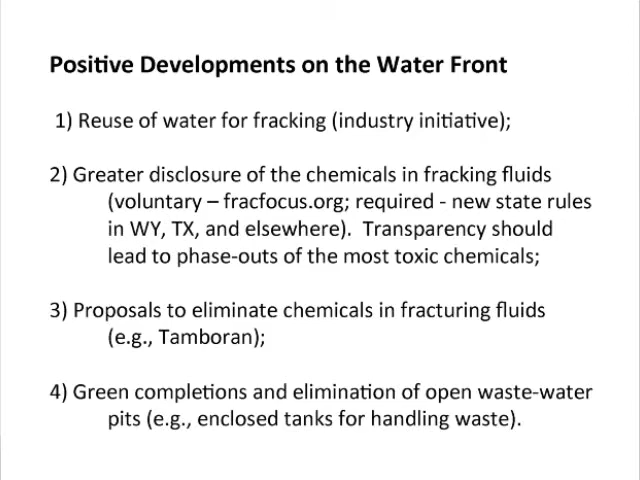 Positive Developments on the Water Front
1) Reuse of water for fracking (industry initiative);
2) Greater disclosure of the chemicals in fracking fluids
(voluntary – fracfocus.org; required - new state rules
in WY, TX, and elsewhere). Transparency should
lead to phase-outs of the most toxic chemicals;
3) Proposals to eliminate chemicals in fracturing fluids
(e.g., Tamboran);
4) Green completions and elimination of open waste-water
pits (e.g., enclosed tanks for handling waste).